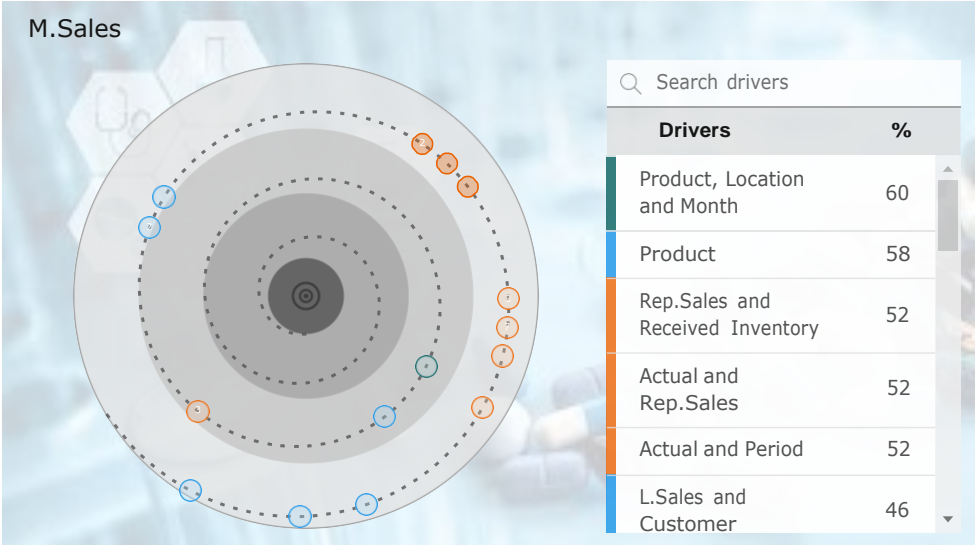 M.Sales
Search drivers
Drivers %
Product, Location
and Month
60
Product 58
Rep.Sales and
Received Inventory
52
Actual and
Rep.Sales
52
Actual and Period 52
L.Sales and
Customer
46